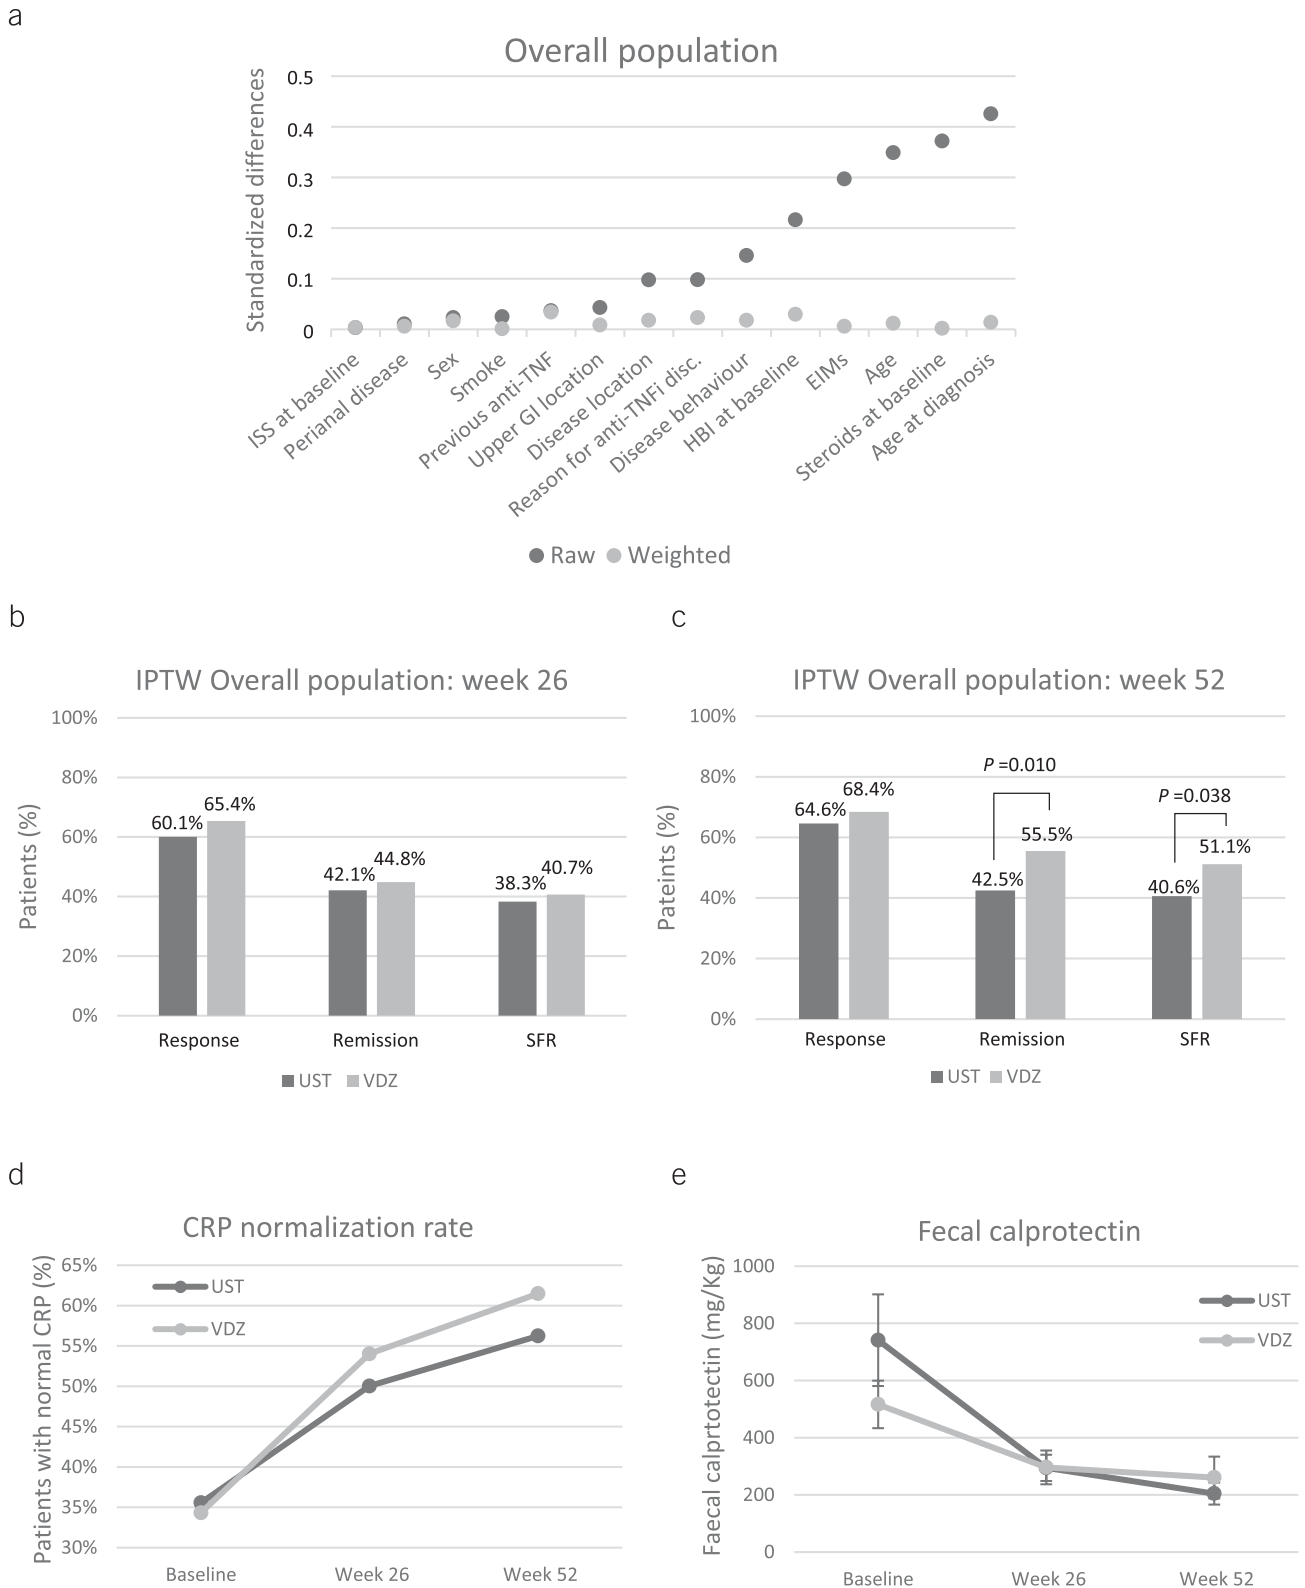 a
Overall population
Standardized differences
0.5
0.4
0.3
0.2
0.1
0
ISS at baseline
Perianal disease
Sex
Smoke
Previous anti-TNF
Upper GI location
Disease location
Reason for anti-TNFi disc.
Disease behaviour
HBI at baseline
EIMs
Age
Steroids at baseline
Age at diagnosis
Raw Weighted
b
IPTW Overall population: week 26
Patients (%)
100%
80%
60%
40%
20%
0%
60.1%
65.4%
42.1%
44.8%
38.3%
40.7%
Response Remission SFR
UST VDZ
c
IPTW Overall population: week 52
Pateints (%)
100%
80%
60%
40%
20%
0%
64.6%
68.4%
P =0.010
42.5%
55.5%
P =0.038
40.6%
51.1%
Response Remission SFR
UST VDZ
d
CRP normalization rate
Patients with normal CRP (%)
65%
60%
55%
50%
45%
40%
35%
30%
UST
VDZ
Baseline Week 26 Week 52
e
Fecal calprotectin
Faecal calprtotectin (mg/Kg)
1000
800
600
400
200
0
UST
VDZ
Baseline Week 26 Week 52